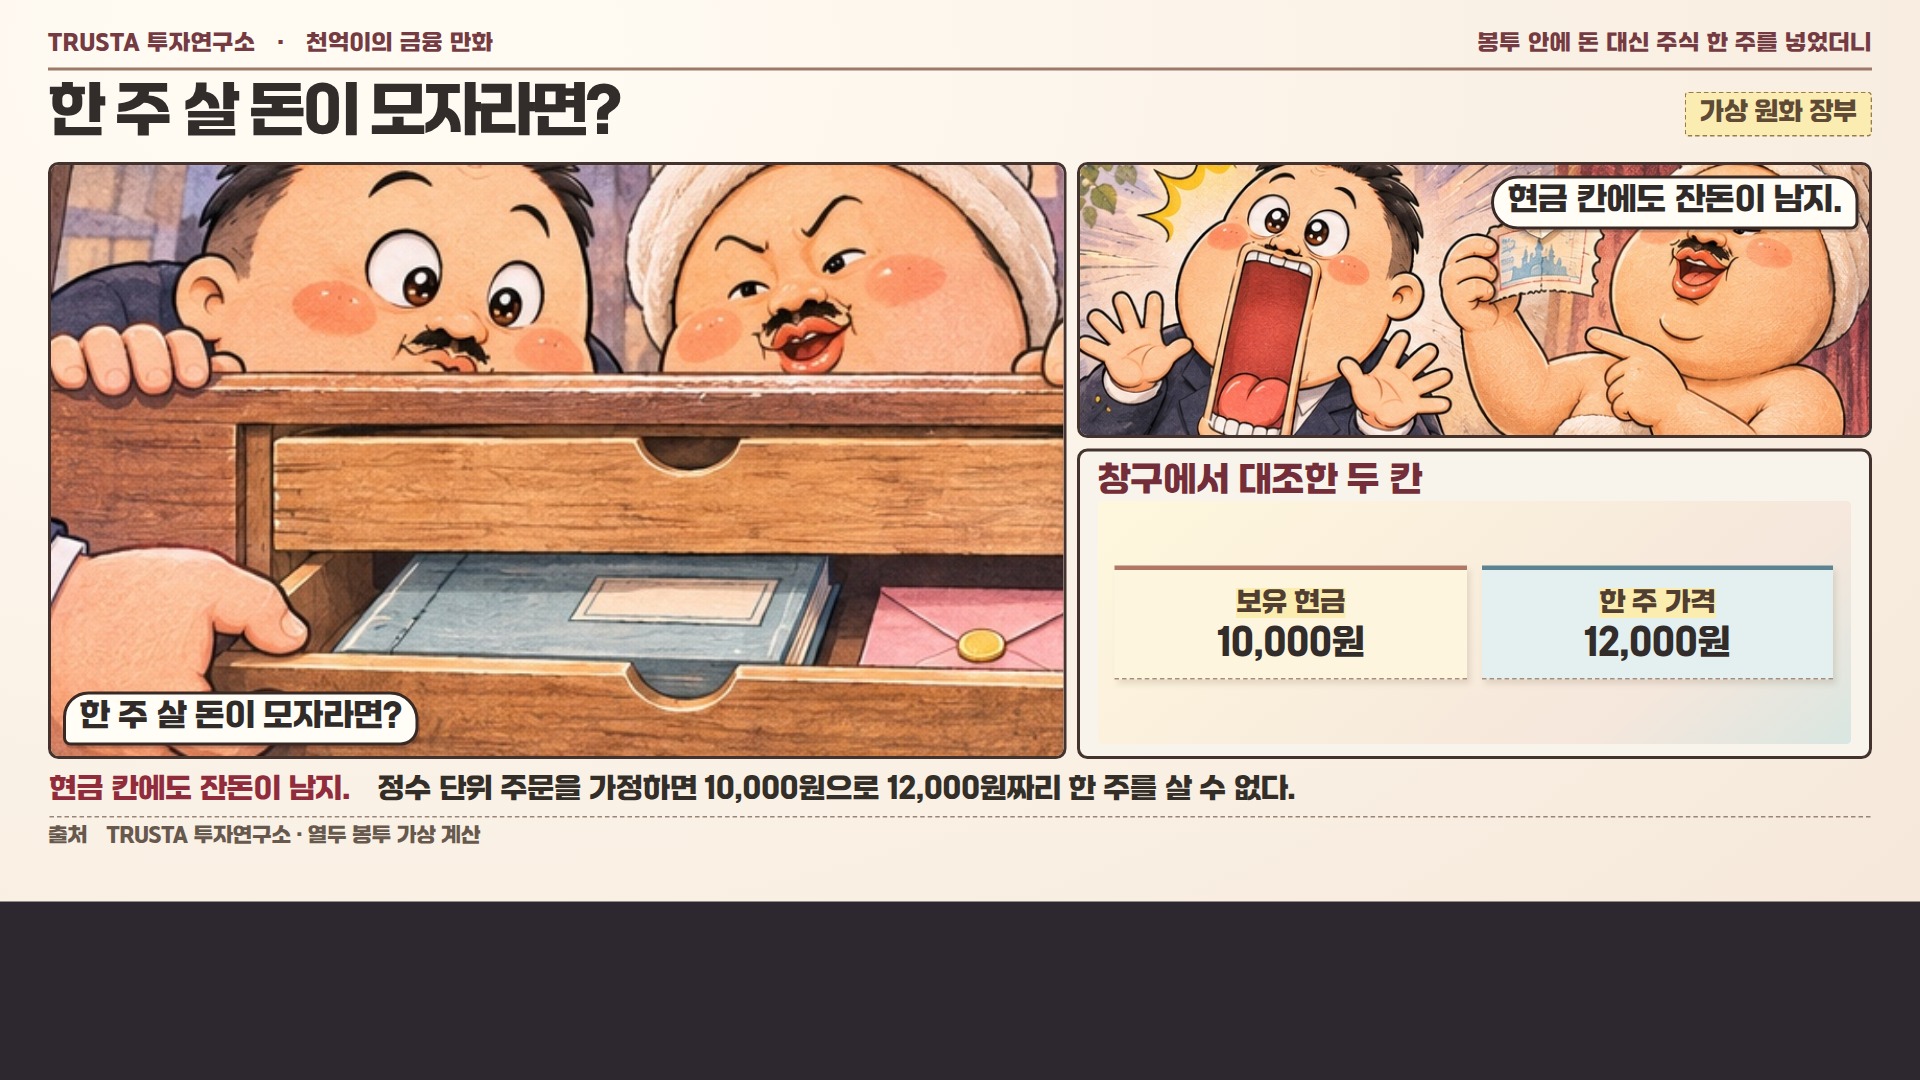 TRUSTA 투자연구소 · 천억이의 금융 만화
봉투 안에 돈 대신 주식 한 주를 넣었더니
한 주 살 돈이 모자라면?
가상 원화 장부
현금 칸에도 잔돈이 남지.
한 주 살 돈이 모자라면?
창구에서 대조한 두 칸
보유 현금
10,000원
한 주 가격
12,000원
현금 칸에도 잔돈이 남지. 정수 단위 주문을 가정하면 10,000원으로 12,000원짜리 한 주를 살 수 없다.
출처 TRUSTA 투자연구소 · 열두 봉투 가상 계산